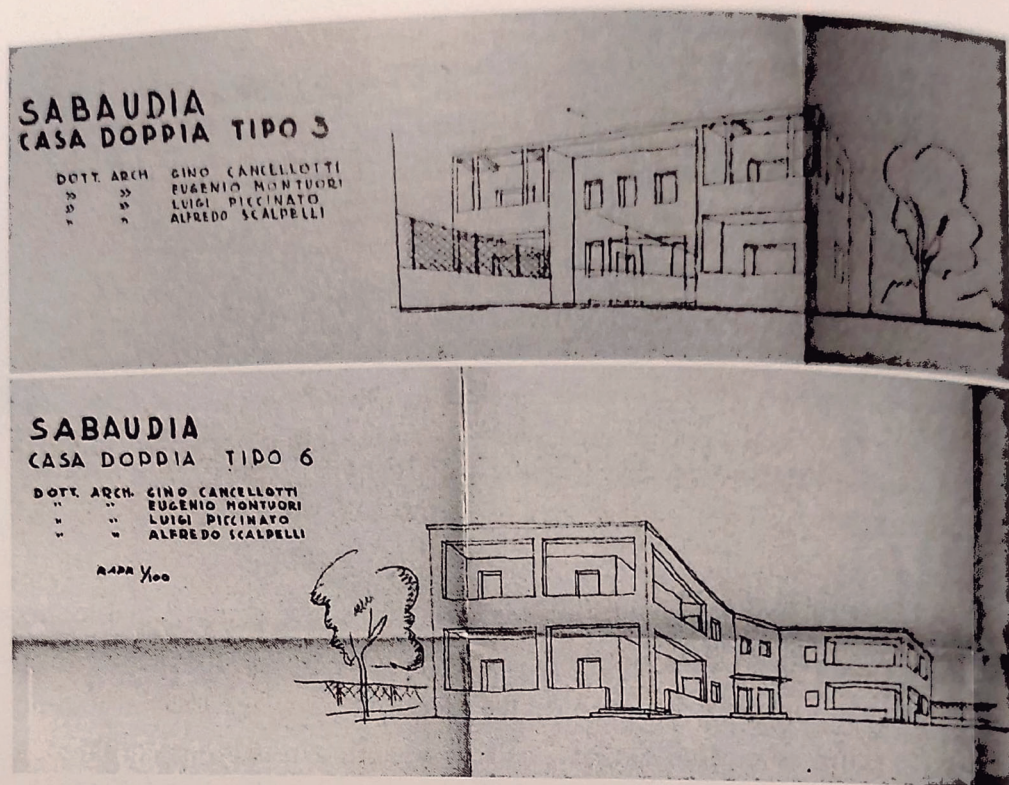 SABAUDIA
CASA DOPPIA TIPO 5
DOTT. ARCH GINO CANCELLOTTI
» » EUGENIO MONTUORI
» » LUIGI PICCINATO
" " ALFREDO SCALPELLI
SABAUDIA
CASA DOPPIA TIPO 6
DOTT. ARCH. GINO CANCELLOTTI
" " EUGENIO MONTUORI
" " LUIGI PICCINATO
" " ALFREDO SCALPELLI
RAPP 1/100